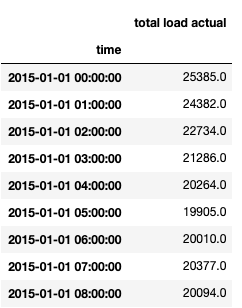 total load actual
time
2015-01-01 00:00:00 25385.0
2015-01-01 01:00:00 24382.0
2015-01-01 02:00:00 22734.0
2015-01-01 03:00:00 21286.0
2015-01-01 04:00:00 20264.0
2015-01-01 05:00:00 19905.0
2015-01-01 06:00:00 20010.0
2015-01-01 07:00:00 20377.0
2015-01-01 08:00:00 20094.0